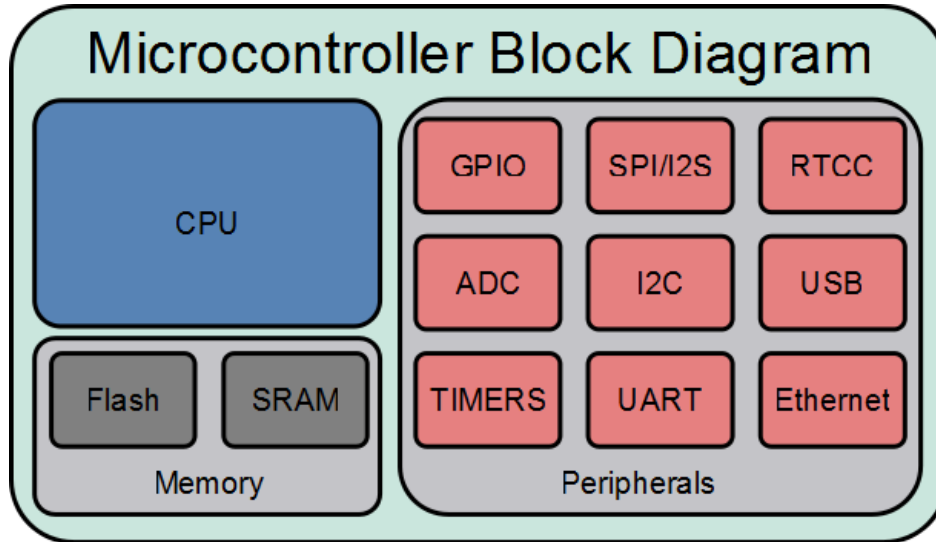 Microcontroller Block Diagram
CPU
Flash
SRAM
Memory
GPIO
SPI/I2S
RTCC
ADC
I2C
USB
TIMERS
UART
Ethernet
Peripherals